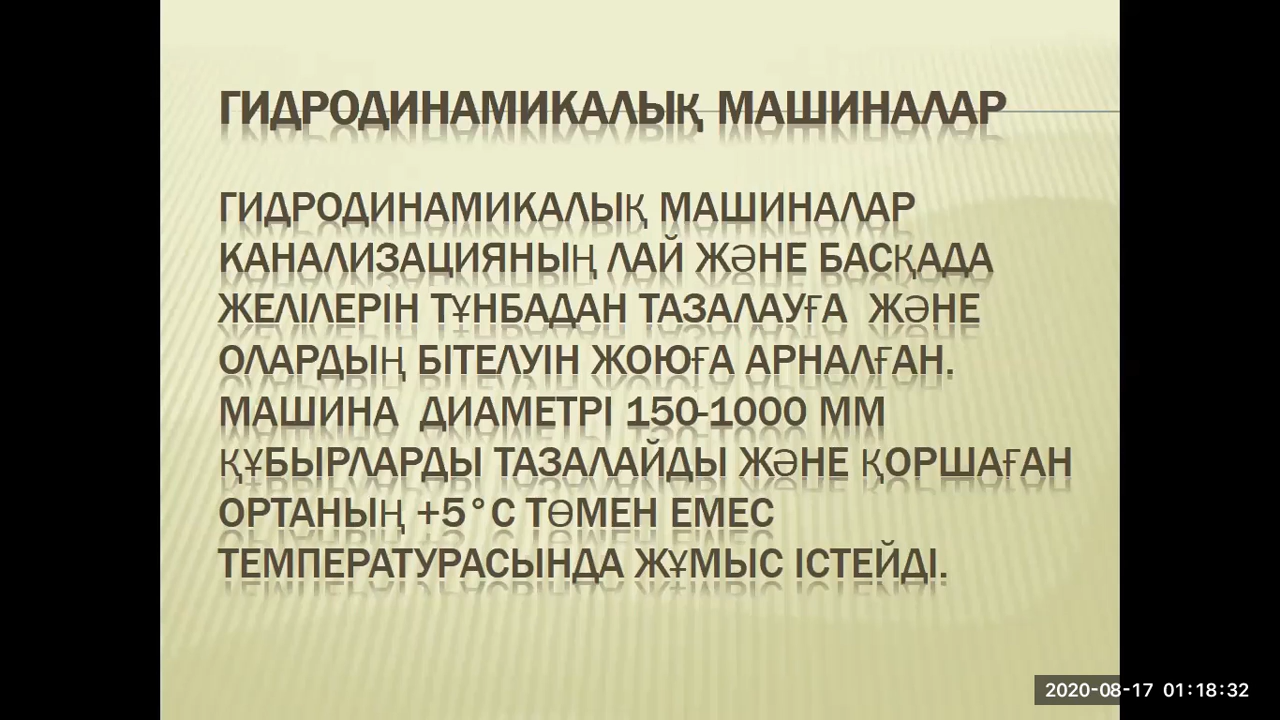 ГИДРОДИНАМИКАЛЫҚ МАШИНАЛАР
ГИДРОДИНАМИКАЛЫҚ МАШИНАЛАР
КАНАЛИЗАЦИЯНЫҢ ЛАЙ ЖӘНЕ БАСҚАДА
ЖЕЛІЛЕРІН ТҰНБАДАН ТАЗАЛАУҒА ЖӘНЕ
ОЛАРДЫҢ БІТЕЛУІН ЖОЮҒА АРНАЛҒАН.
МАШИНА ДИАМЕТРІ 150-1000 ММ
ҚҰБЫРЛАРДЫ ТАЗАЛАЙДЫ ЖӘНЕ ҚОРШАҒАН
ОРТАНЫҢ +5°С ТӨМЕН ЕМЕС
ТЕМПЕРАТУРАСЫНДА ЖҰМЫС ІСТЕЙДІ.
2020-08-17 01:18:32